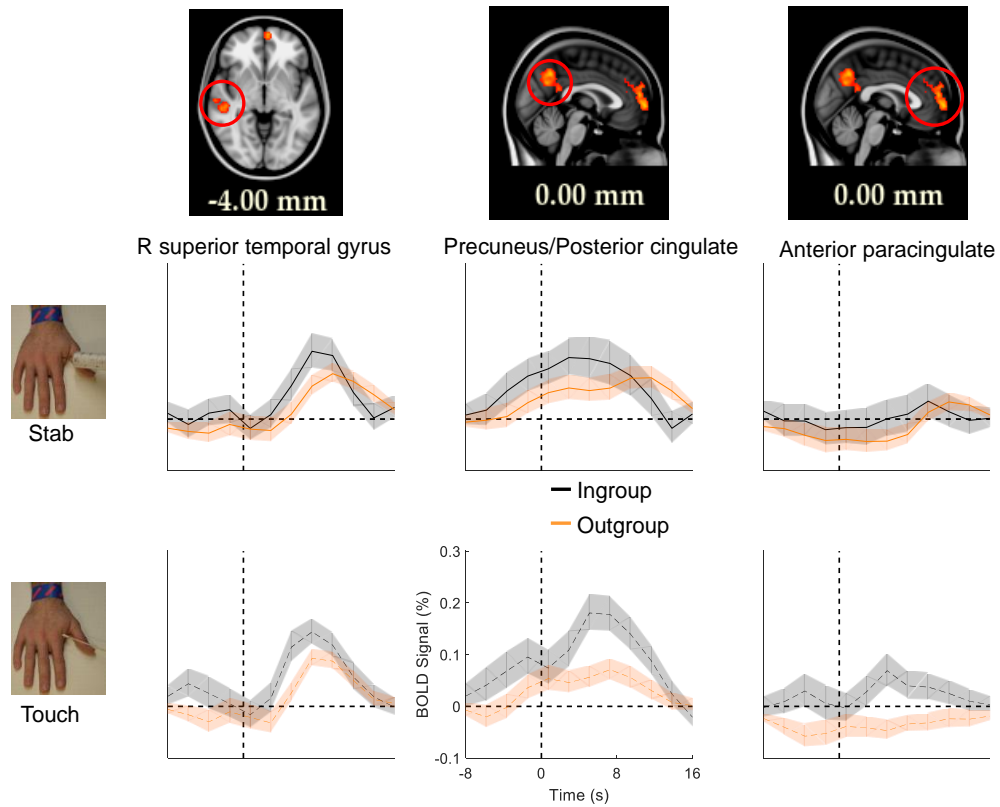 -4.00 mm
0.00 mm
0.00 mm
R superior temporal gyrus
Precuneus/Posterior cingulate
Anterior paracingulate
Stab
Ingroup
Outgroup
Touch
BOLD Signal (%)
0.3
0.2
0.1
0
-0.1
-8
0
8
16
Time (s)